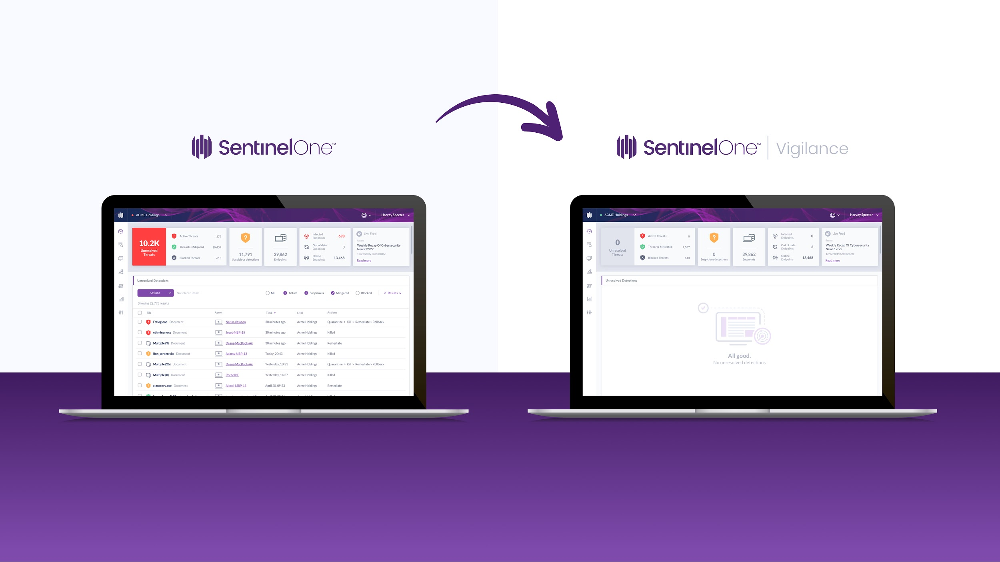 SentinelOne™
SentinelOne™ | Vigilance
ACME Holdings
Harvey Specter
10.2K
Unresolved
Threats
Active Threats 379
Threarts Mitigated 10,434
Blocked Threats 613
11,791
Suspicious detections
39,862
Endpoints
Infected
Endpoints 698
Out of date
Endpoints 3
Online
Endpoints 13,468
Live Feed
Recent
Weekly Recap Of Cybersecurity
News 12/22
12/22/20 by SentinelOne
Read more
Unresolved Detections
Actions No seleced items All Active Suspicious Mitigated Blocked 20 Results
Showing 22,795 results
File Agent Time Sites Actions
Fctlogload Document Natim-desktop 30 minutes ago Acme Holdings Quarantine > Kill > Remediate > Rollback
ethminer.exe Document Joset-MBP-15 30 minutes ago Acme Holdings Killed
Multiple (3) Document Deans-MacBook-Air 30 minutes ago Acme Holdings Remediate
Run_screen.vbs Document Adams-MBP-13 Today, 20:43 Acme Holdings Killed
Multiple (26) Document Deans-MacBook-Air Yesterday, 10:31 Acme Holdings Quarantine > Kill > Remediate > Rollback
Multiple (8) Document RochelleF Yesterday, 14:37 Acme Holdings Killed
clouscary.exe Document Alexei-MBP-13 April 20, 09:23 Acme Holdings Remediate
ACME Holdings
Harvey Specter
0
Unresolved
Threats
Active Threats 0
Threarts Mitigated 9,587
Blocked Threats 613
0
Suspicious detections
39,862
Endpoints
Infected
Endpoints 0
Out of date
Endpoints 3
Online
Endpoints 13,468
Live Feed
Recent
Weekly Recap Of Cybersecurity
News 12/22
12/22/20 by SentinelOne
Read more
Unresolved Detections
All good.
No unresolved detections